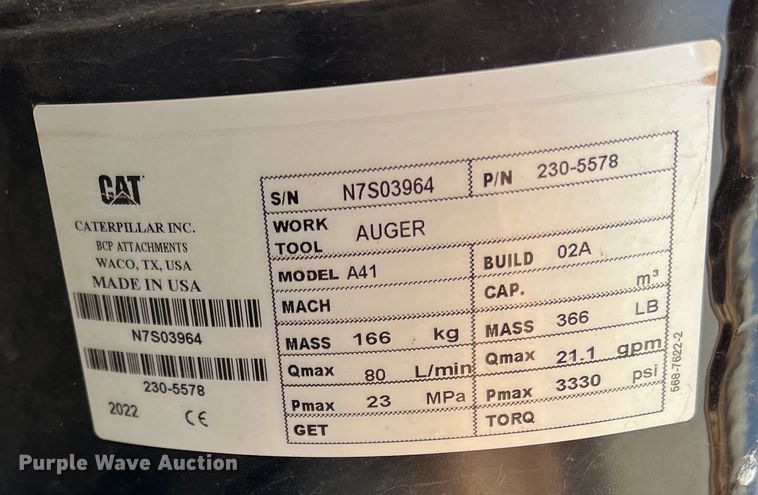 CAT
CATERPILLAR INC.
BCP ATTACHMENTS
WACO, TX, USA
MADE IN USA
N7S03964
230-5578
2022 CE
S/N N7S03964 P/N 230-5578
WORK TOOL AUGER
MODEL A41 BUILD 02A
MACH CAP. m³
MASS 166 kg MASS 366 LB
Qmax 80 L/min Qmax 21.1 gpm
Pmax 23 MPa Pmax 3330 psi
GET TORQ
568-7622-2
Purple Wave Auction